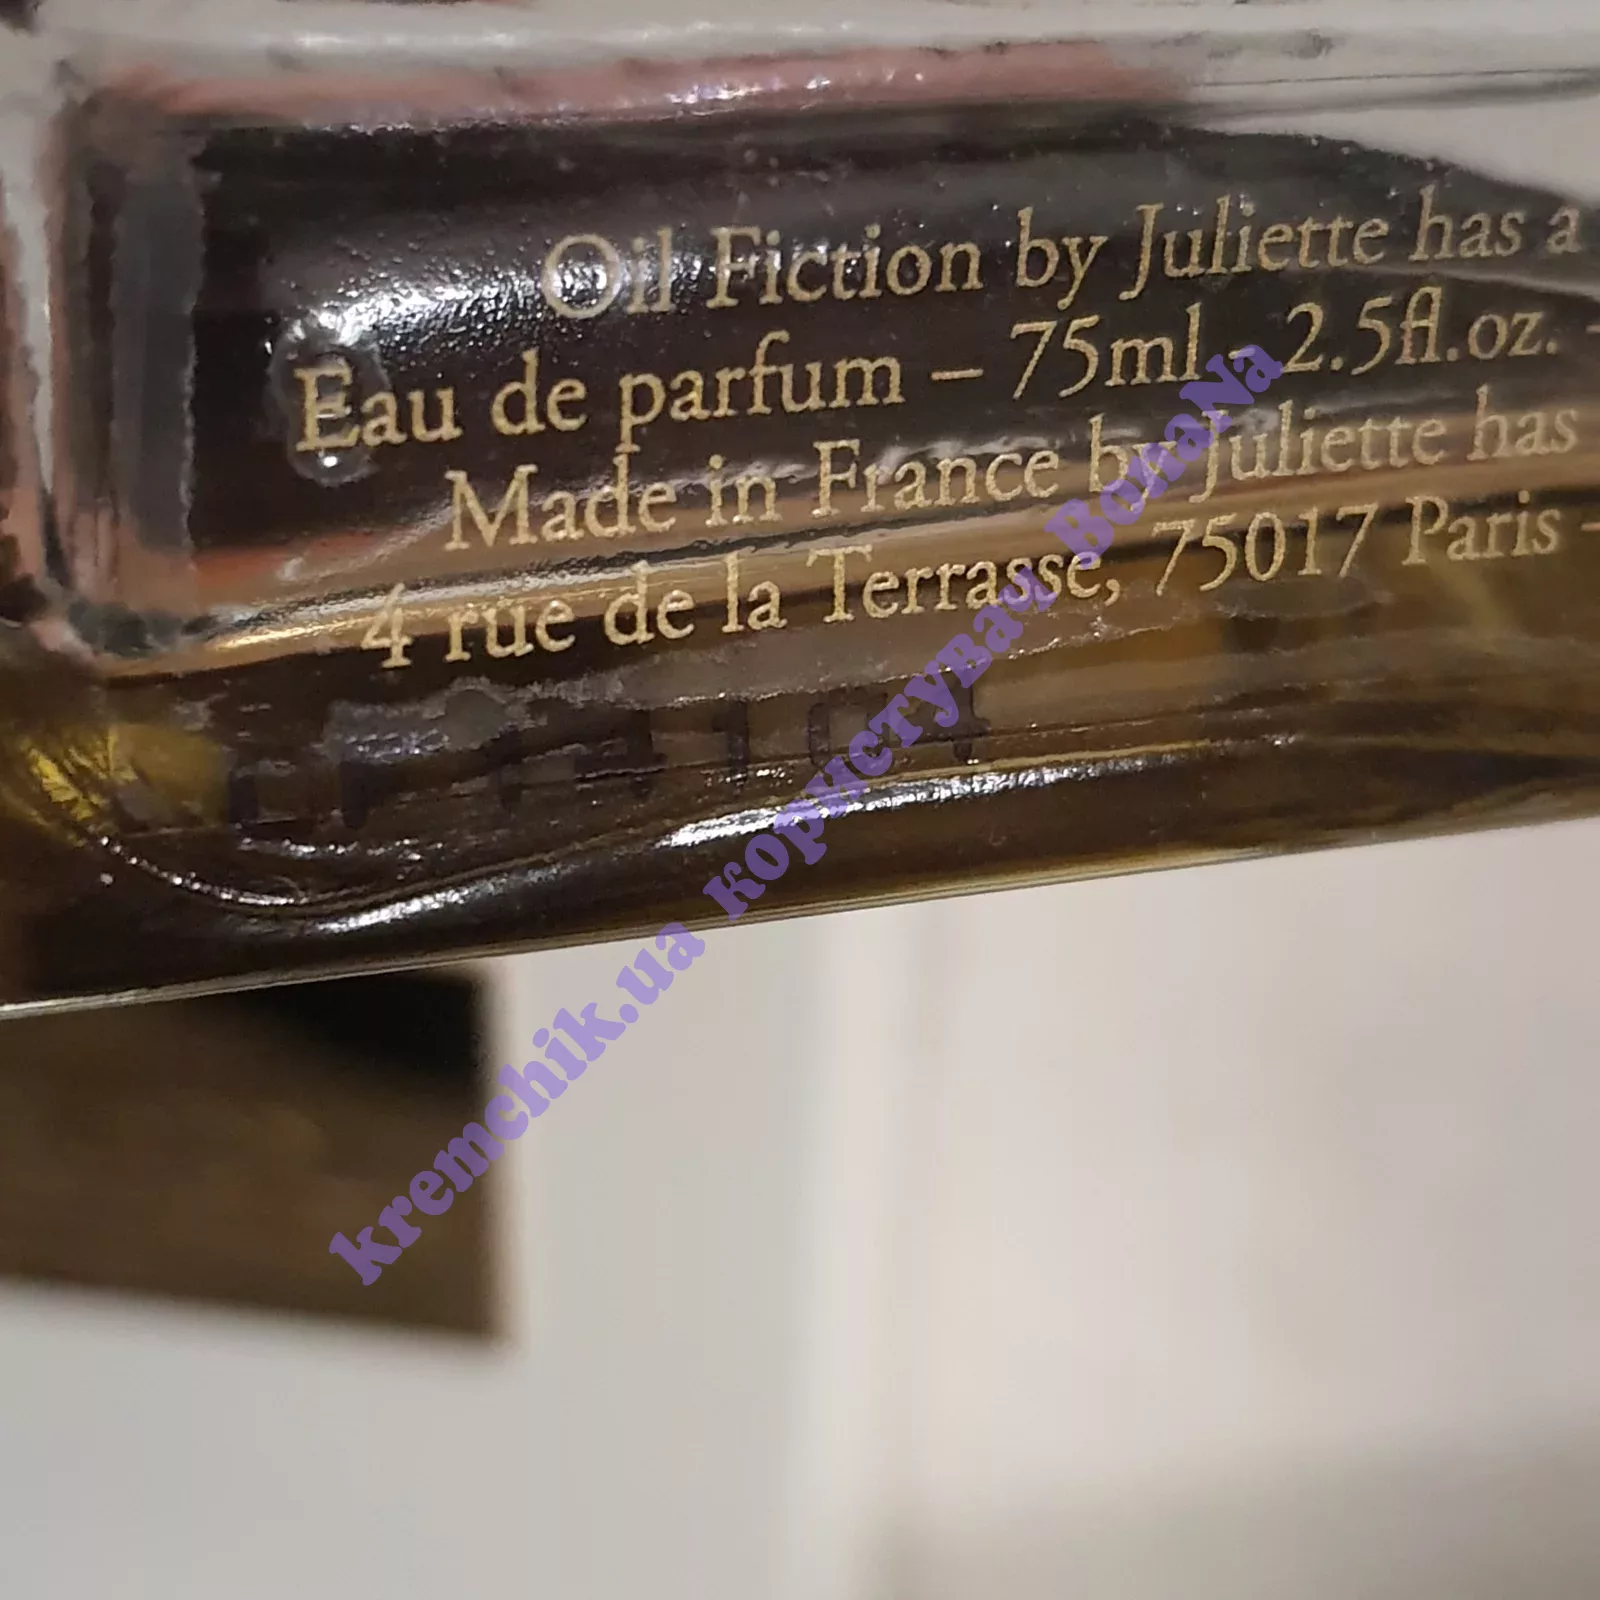 Oil Fiction by Juliette has a
Eau de parfum – 75ml - 2.5fl.oz. -
Made in France by Juliette has
4 rue de la Terrasse, 75017 Paris -
kremchik.ua користувач BonaNa